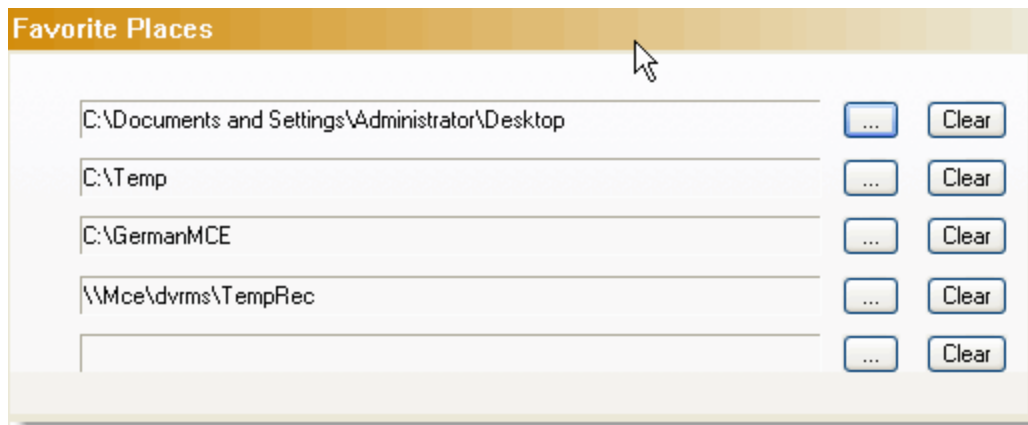 Favorite Places
C:\Documents and Settings\Administrator\Desktop ... Clear
C:\Temp ... Clear
C:\GermanMCE ... Clear
\\Mce\dvrms\TempRec ... Clear
... Clear